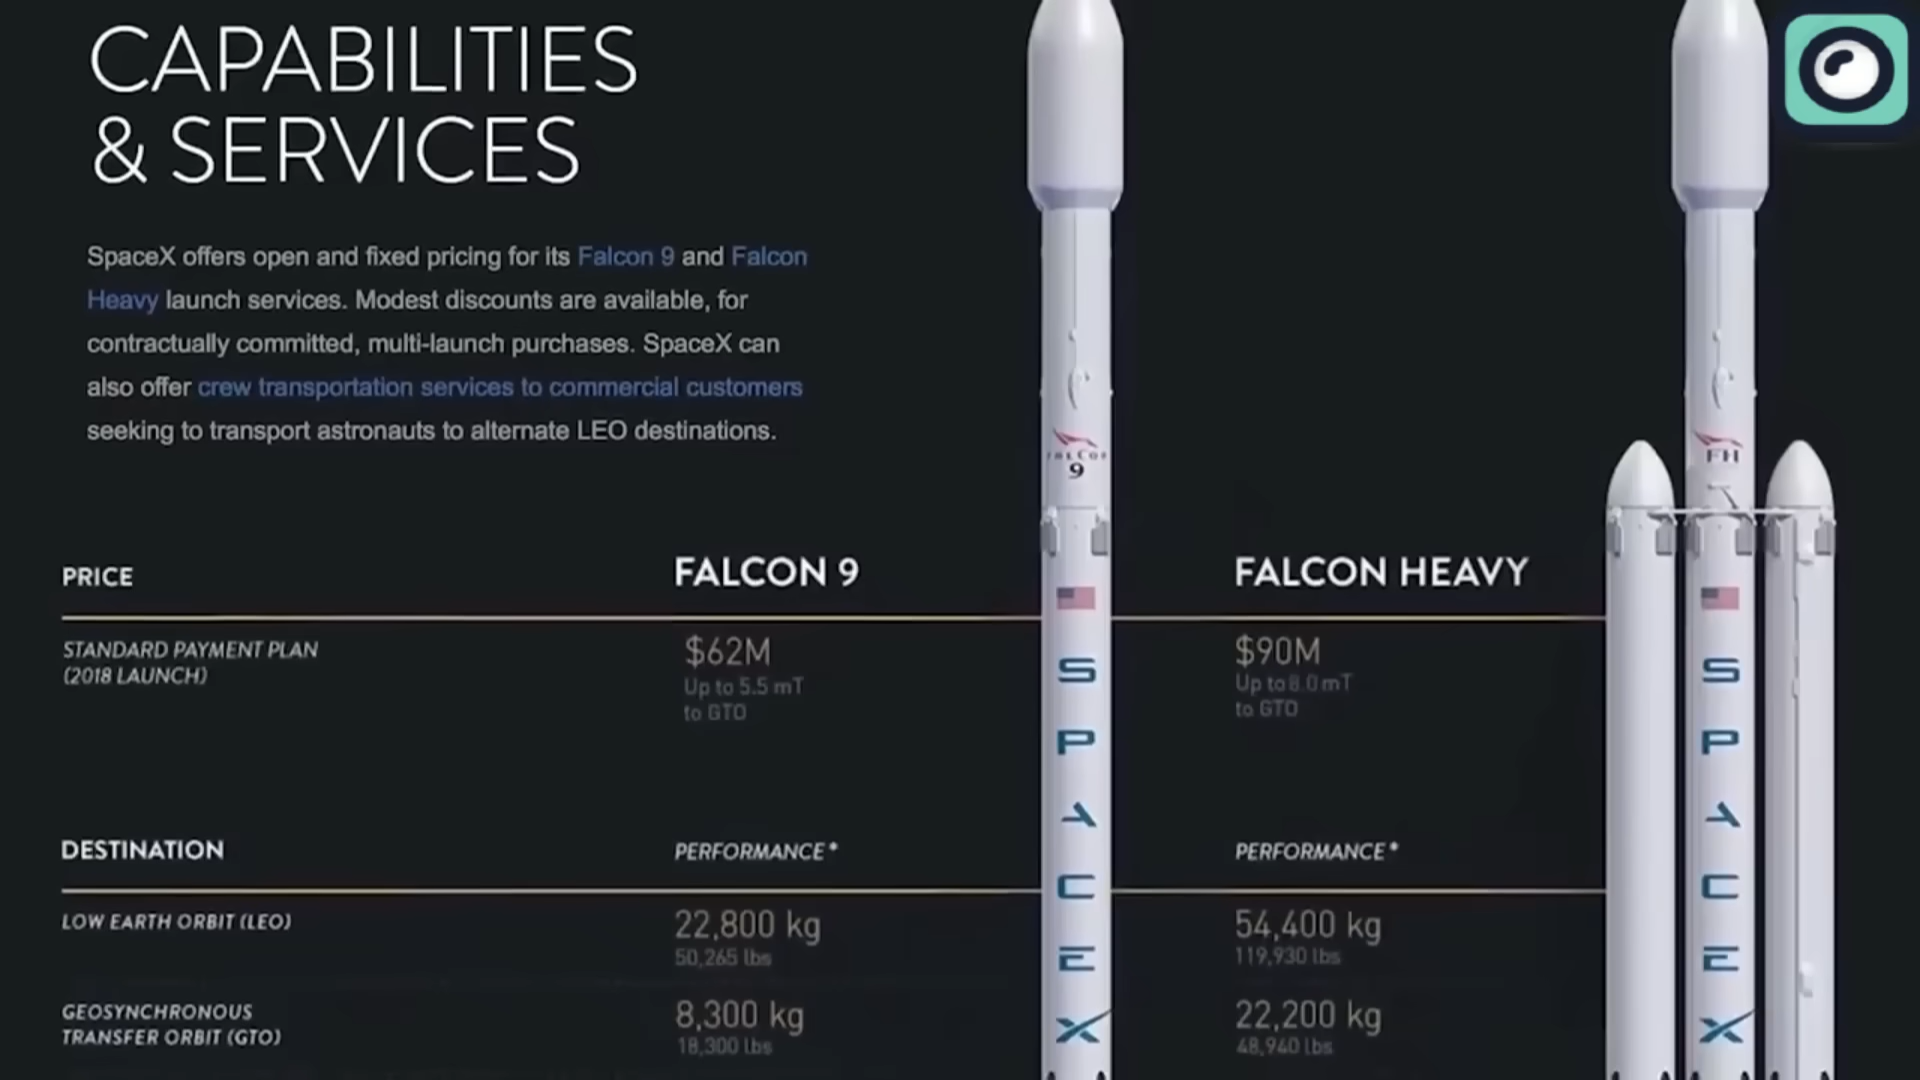 CAPABILITIES
& SERVICES
SpaceX offers open and fixed pricing for its Falcon 9 and Falcon
Heavy launch services. Modest discounts are available, for
contractually committed, multi-launch purchases. SpaceX can
also offer crew transportation services to commercial customers
seeking to transport astronauts to alternate LEO destinations.
FALCON
9
FH
PRICE
FALCON 9
FALCON HEAVY
STANDARD PAYMENT PLAN
(2018 LAUNCH)
$62M
Up to 5.5 mT
to GTO
$90M
Up to 8.0 mT
to GTO
DESTINATION
PERFORMANCE*
PERFORMANCE*
LOW EARTH ORBIT (LEO)
22,800 kg
50,265 lbs
54,400 kg
119,930 lbs
GEOSYNCHRONOUS
TRANSFER ORBIT (GTO)
8,300 kg
18,300 lbs
22,200 kg
48,940 lbs
SPACEX
SPACEX